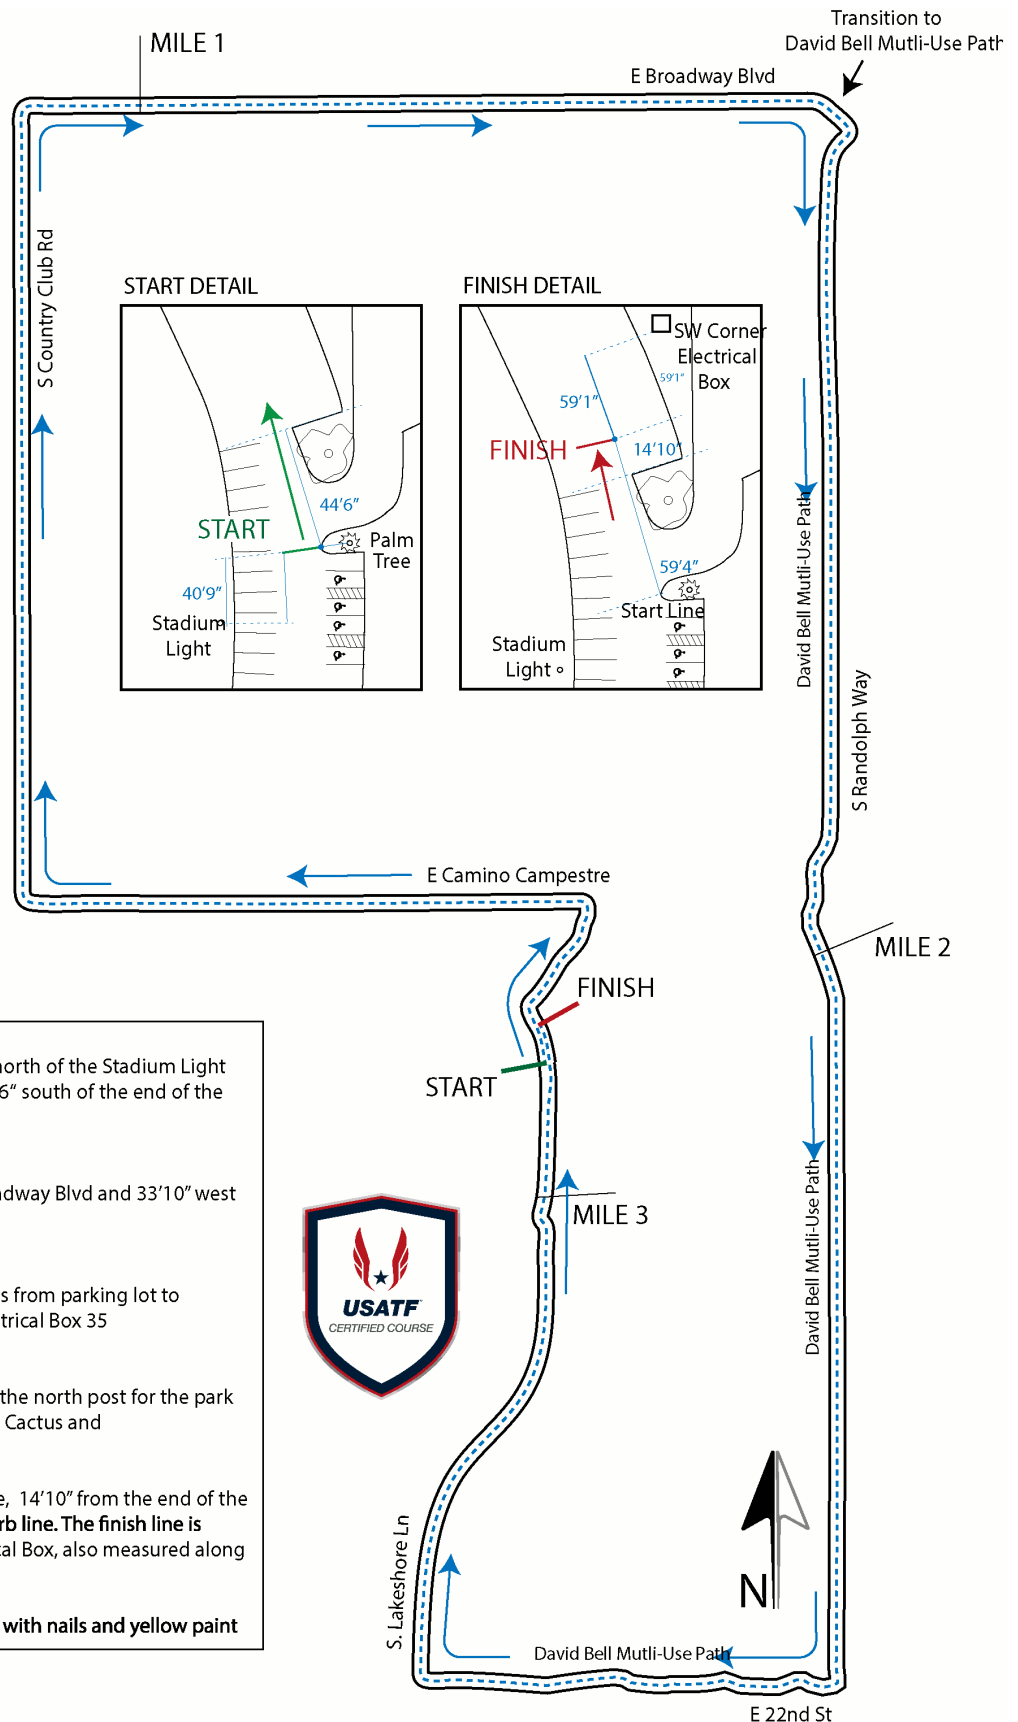 Transition to
David Bell Mutli-Use Path
MILE 1
E Broadway Blvd
S Country Club Rd
START DETAIL
44'6"
START
Palm
Tree
40'9"
Stadium
Light
FINISH DETAIL
SW Corner
Electrical
Box
59'1"
59'1"
FINISH
14'10"
59'4"
Start Line
Stadium
Light
David Bell Mutli-Use Path
S Randolph Way
E Camino Campestre
MILE 2
FINISH
START
north of the Stadium Light
6" south of the end of the
adway Blvd and 33'10" west
s from parking lot to
trical Box 35
the north post for the park
Cactus and
e, 14'10" from the end of the
rb line. The finish line is
cal Box, also measured along
with nails and yellow paint
MILE 3
USATF
CERTIFIED COURSE
David Bell Mutli-Use Path
S. Lakeshore Ln
N
David Bell Mutli-Use Path
E 22nd St